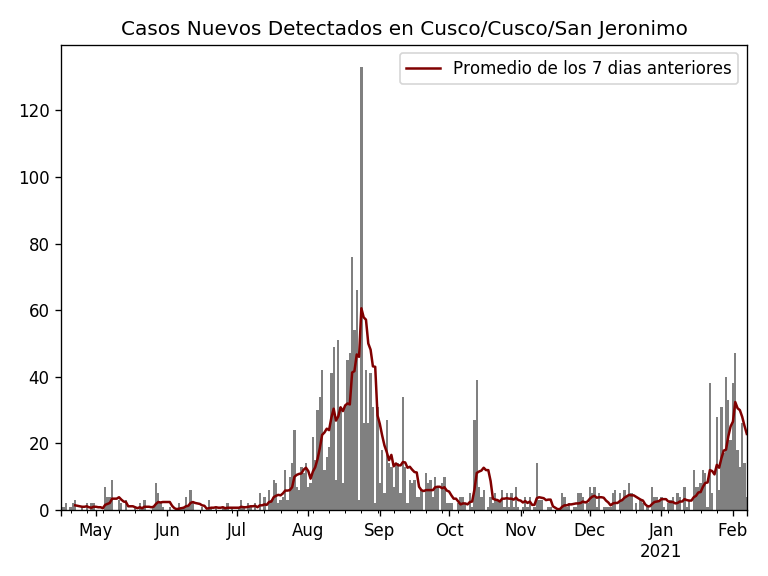 Casos Nuevos Detectados en Cusco/Cusco/San Jeronimo
Promedio de los 7 dias anteriores
120
100
80
60
40
20
0
May Jun Jul Aug Sep Oct Nov Dec Jan Feb
2021